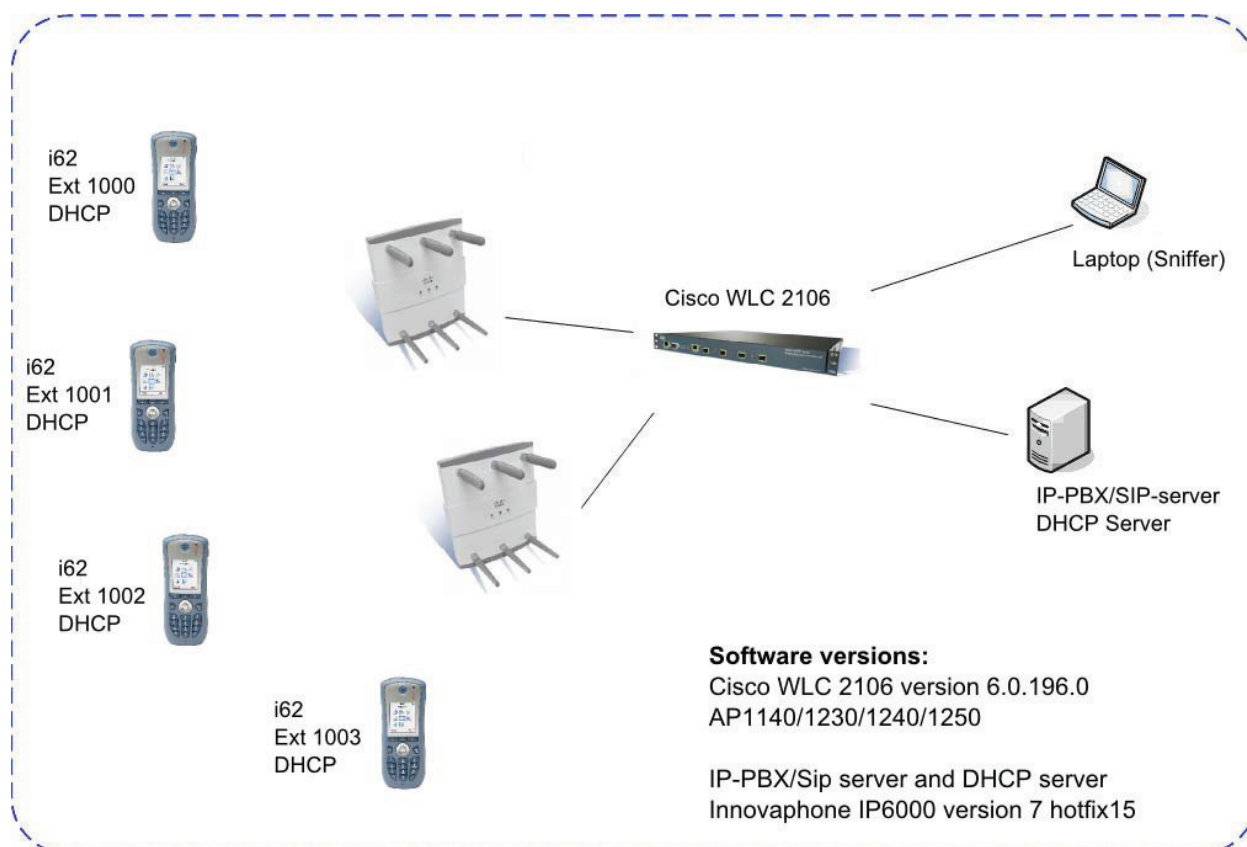 i62
Ext 1000
DHCP
i62
Ext 1001
DHCP
i62
Ext 1002
DHCP
i62
Ext 1003
DHCP
Cisco WLC 2106
Laptop (Sniffer)
IP-PBX/SIP-server
DHCP Server
Software versions:
Cisco WLC 2106 version 6.0.196.0
AP1140/1230/1240/1250
IP-PBX/Sip server and DHCP server
Innovaphone IP6000 version 7 hotfix15